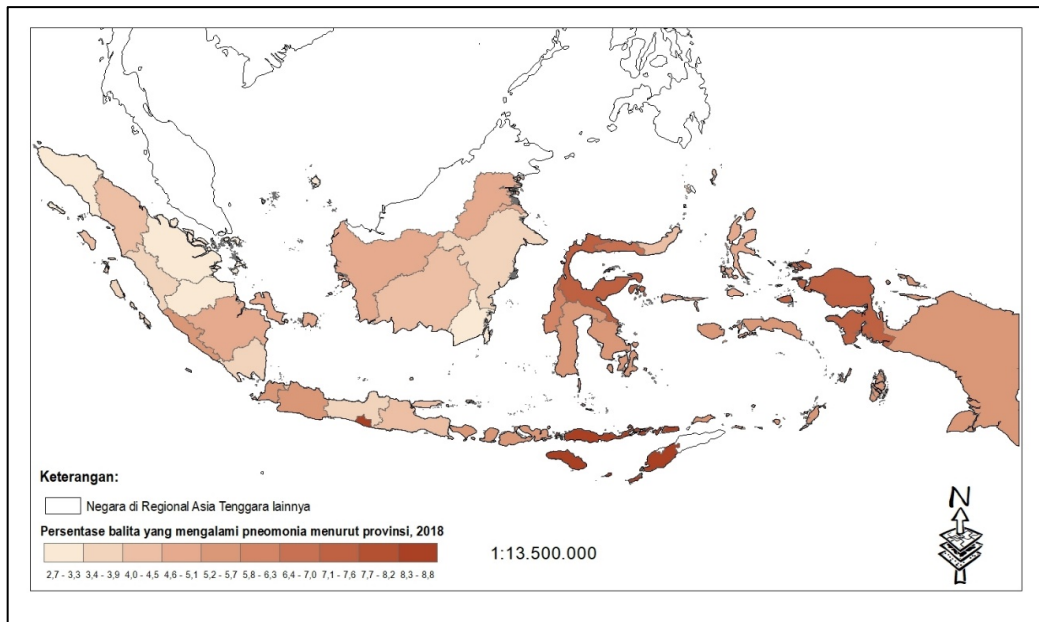 Keterangan:
Negara di Regional Asia Tenggara lainnya
Persentase balita yang mengalami pneumonia menurut provinsi, 2018
2,7 - 3,3 3,4 - 3,9 4,0 - 4,5 4,6 - 5,1 5,2 - 5,7 5,8 - 6,3 6,4 - 7,0 7,1 - 7,6 7,7 - 8,2 8,3 - 8,8
1:13.500.000
N